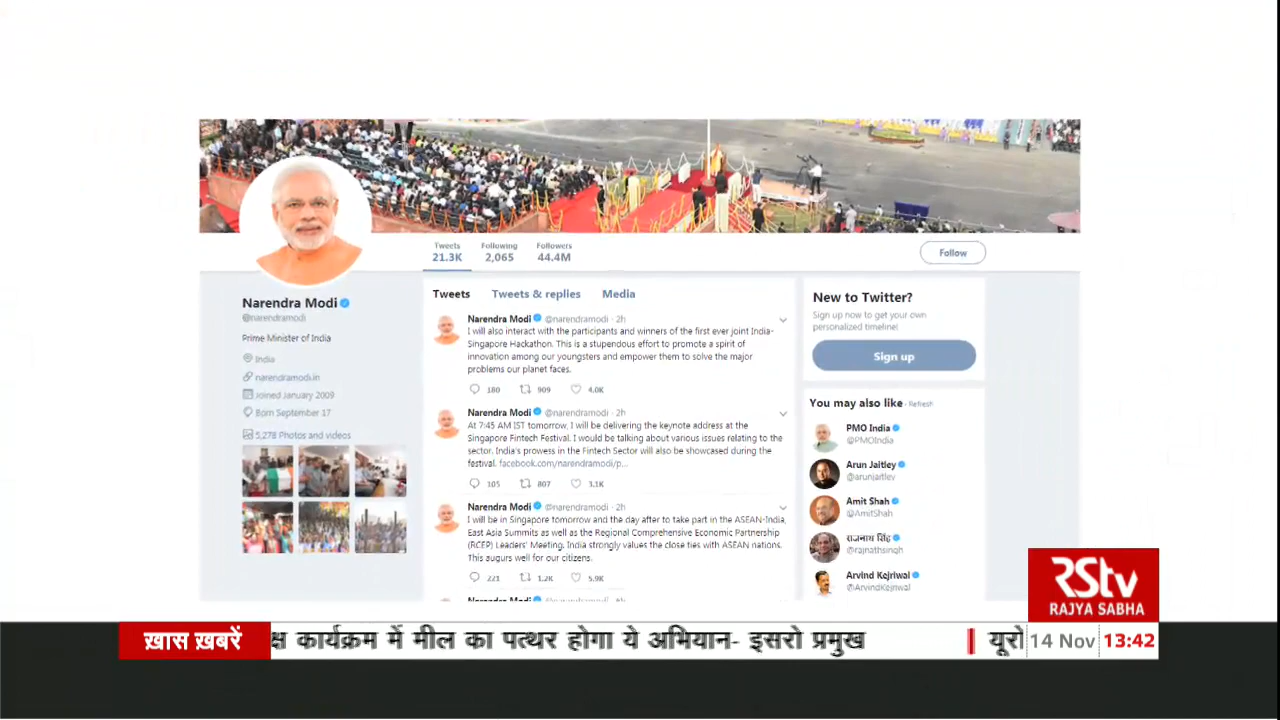 Tweets Following Followers
21.3K 2,065 44.4M
Follow
Narendra Modi
@narendramodi
Prime Minister of India
India
narendramodi.in
Joined January 2009
Born September 17
5,278 Photos and videos
Tweets Tweets & replies Media
Narendra Modi @narendramodi · 2h
I will also interact with the participants and winners of the first ever joint India-
Singapore Hackathon. This is a stupendous effort to promote a spirit of
innovation among our youngsters and empower them to solve the major
problems our planet faces.
180 909 4.0K
Narendra Modi @narendramodi · 2h
At 7:45 AM IST tomorrow, I will be delivering the keynote address at the
Singapore Fintech Festival. I would be talking about various issues relating to the
sector. India's prowess in the Fintech Sector will also be showcased during the
festival. facebook.com/narendramodi/p...
105 807 3.1K
Narendra Modi @narendramodi · 2h
I will be in Singapore tomorrow and the day after to take part in the ASEAN-India,
East Asia Summits as well as the Regional Comprehensive Economic Partnership
(RCEP) Leaders' Meeting. India strongly values the close ties with ASEAN nations.
This augurs well for our citizens.
221 1.2K 5.9K
Narendra Modi @narendramodi
New to Twitter?
Sign up now to get your own
personalized timeline!
Sign up
You may also like · Refresh
PMO India
@PMOIndia
Arun Jaitley
@arunjaitley
Amit Shah
@AmitShah
राजनाथ सिंह
@rajnathsingh
Arvind Kejriwal
@ArvindKejriwal
RStv
RAJYA SABHA
ख़ास ख़बरें
क्ष कार्यक्रम में मील का पत्थर होगा ये अभियान- इसरो प्रमुख | यूरो
14 Nov 13:42